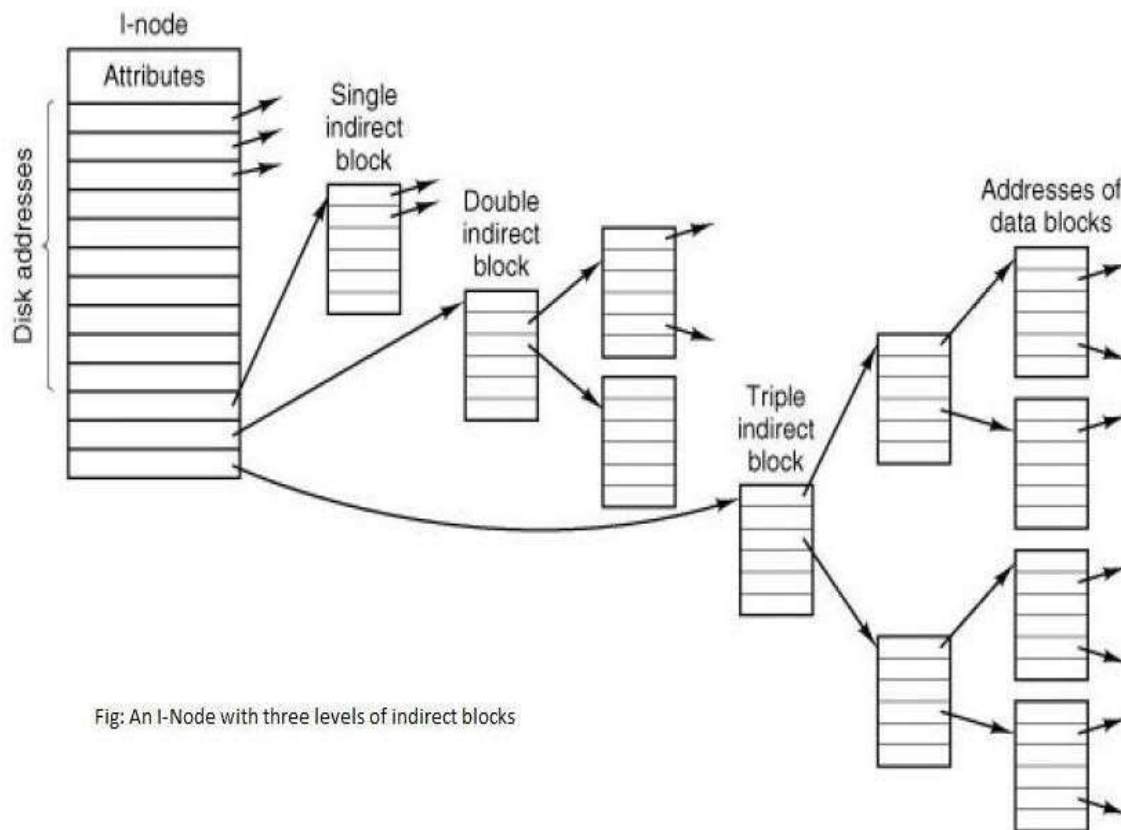 I-node
Attributes
Disk addresses
Single
indirect
block
Double
indirect
block
Triple
indirect
block
Addresses of
data blocks
Fig: An I-Node with three levels of indirect blocks